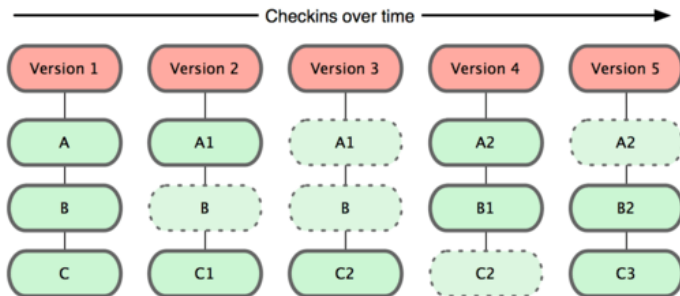 Checkins over time
Version 1 Version 2 Version 3 Version 4 Version 5
A A1 A1 A2 A2
B B B B1 B2
C C1 C2 C2 C3